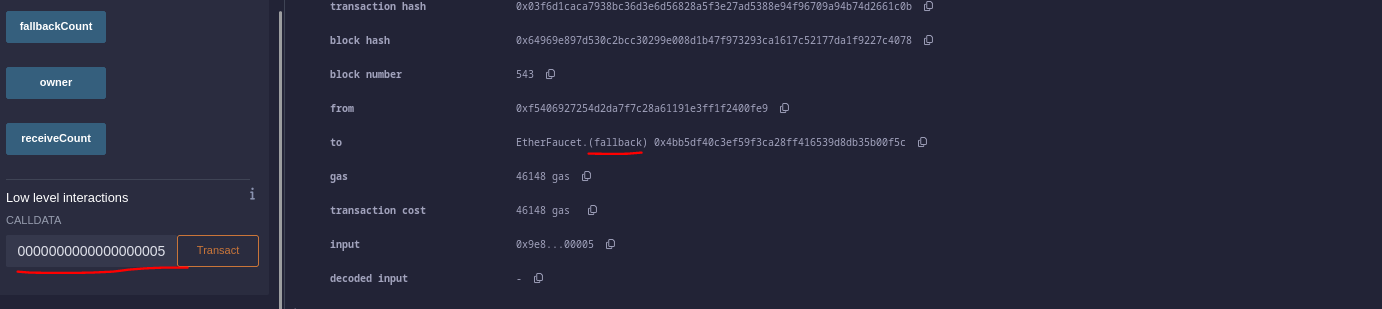 fallbackCount
owner
receiveCount
Low level interactions
i
CALLDATA
0000000000000000005
Transact
transaction hash 0x03f6d1caca7938bc36d3e6d56828a5f3e27ad5388e94f96709a94b74d2661c0b
block hash 0x64969e897d530c2bcc30299e008d1b47f973293ca1617c52177da1f9227c4078
block number 543
from 0xf5406927254d2da7f7c28a61191e3ff1f2400fe9
to EtherFaucet.(fallback) 0x4bb5df40c3ef59f3ca28ff416539d8db35b00f5c
gas 46148 gas
transaction cost 46148 gas
input 0x9e8...00005
decoded input -